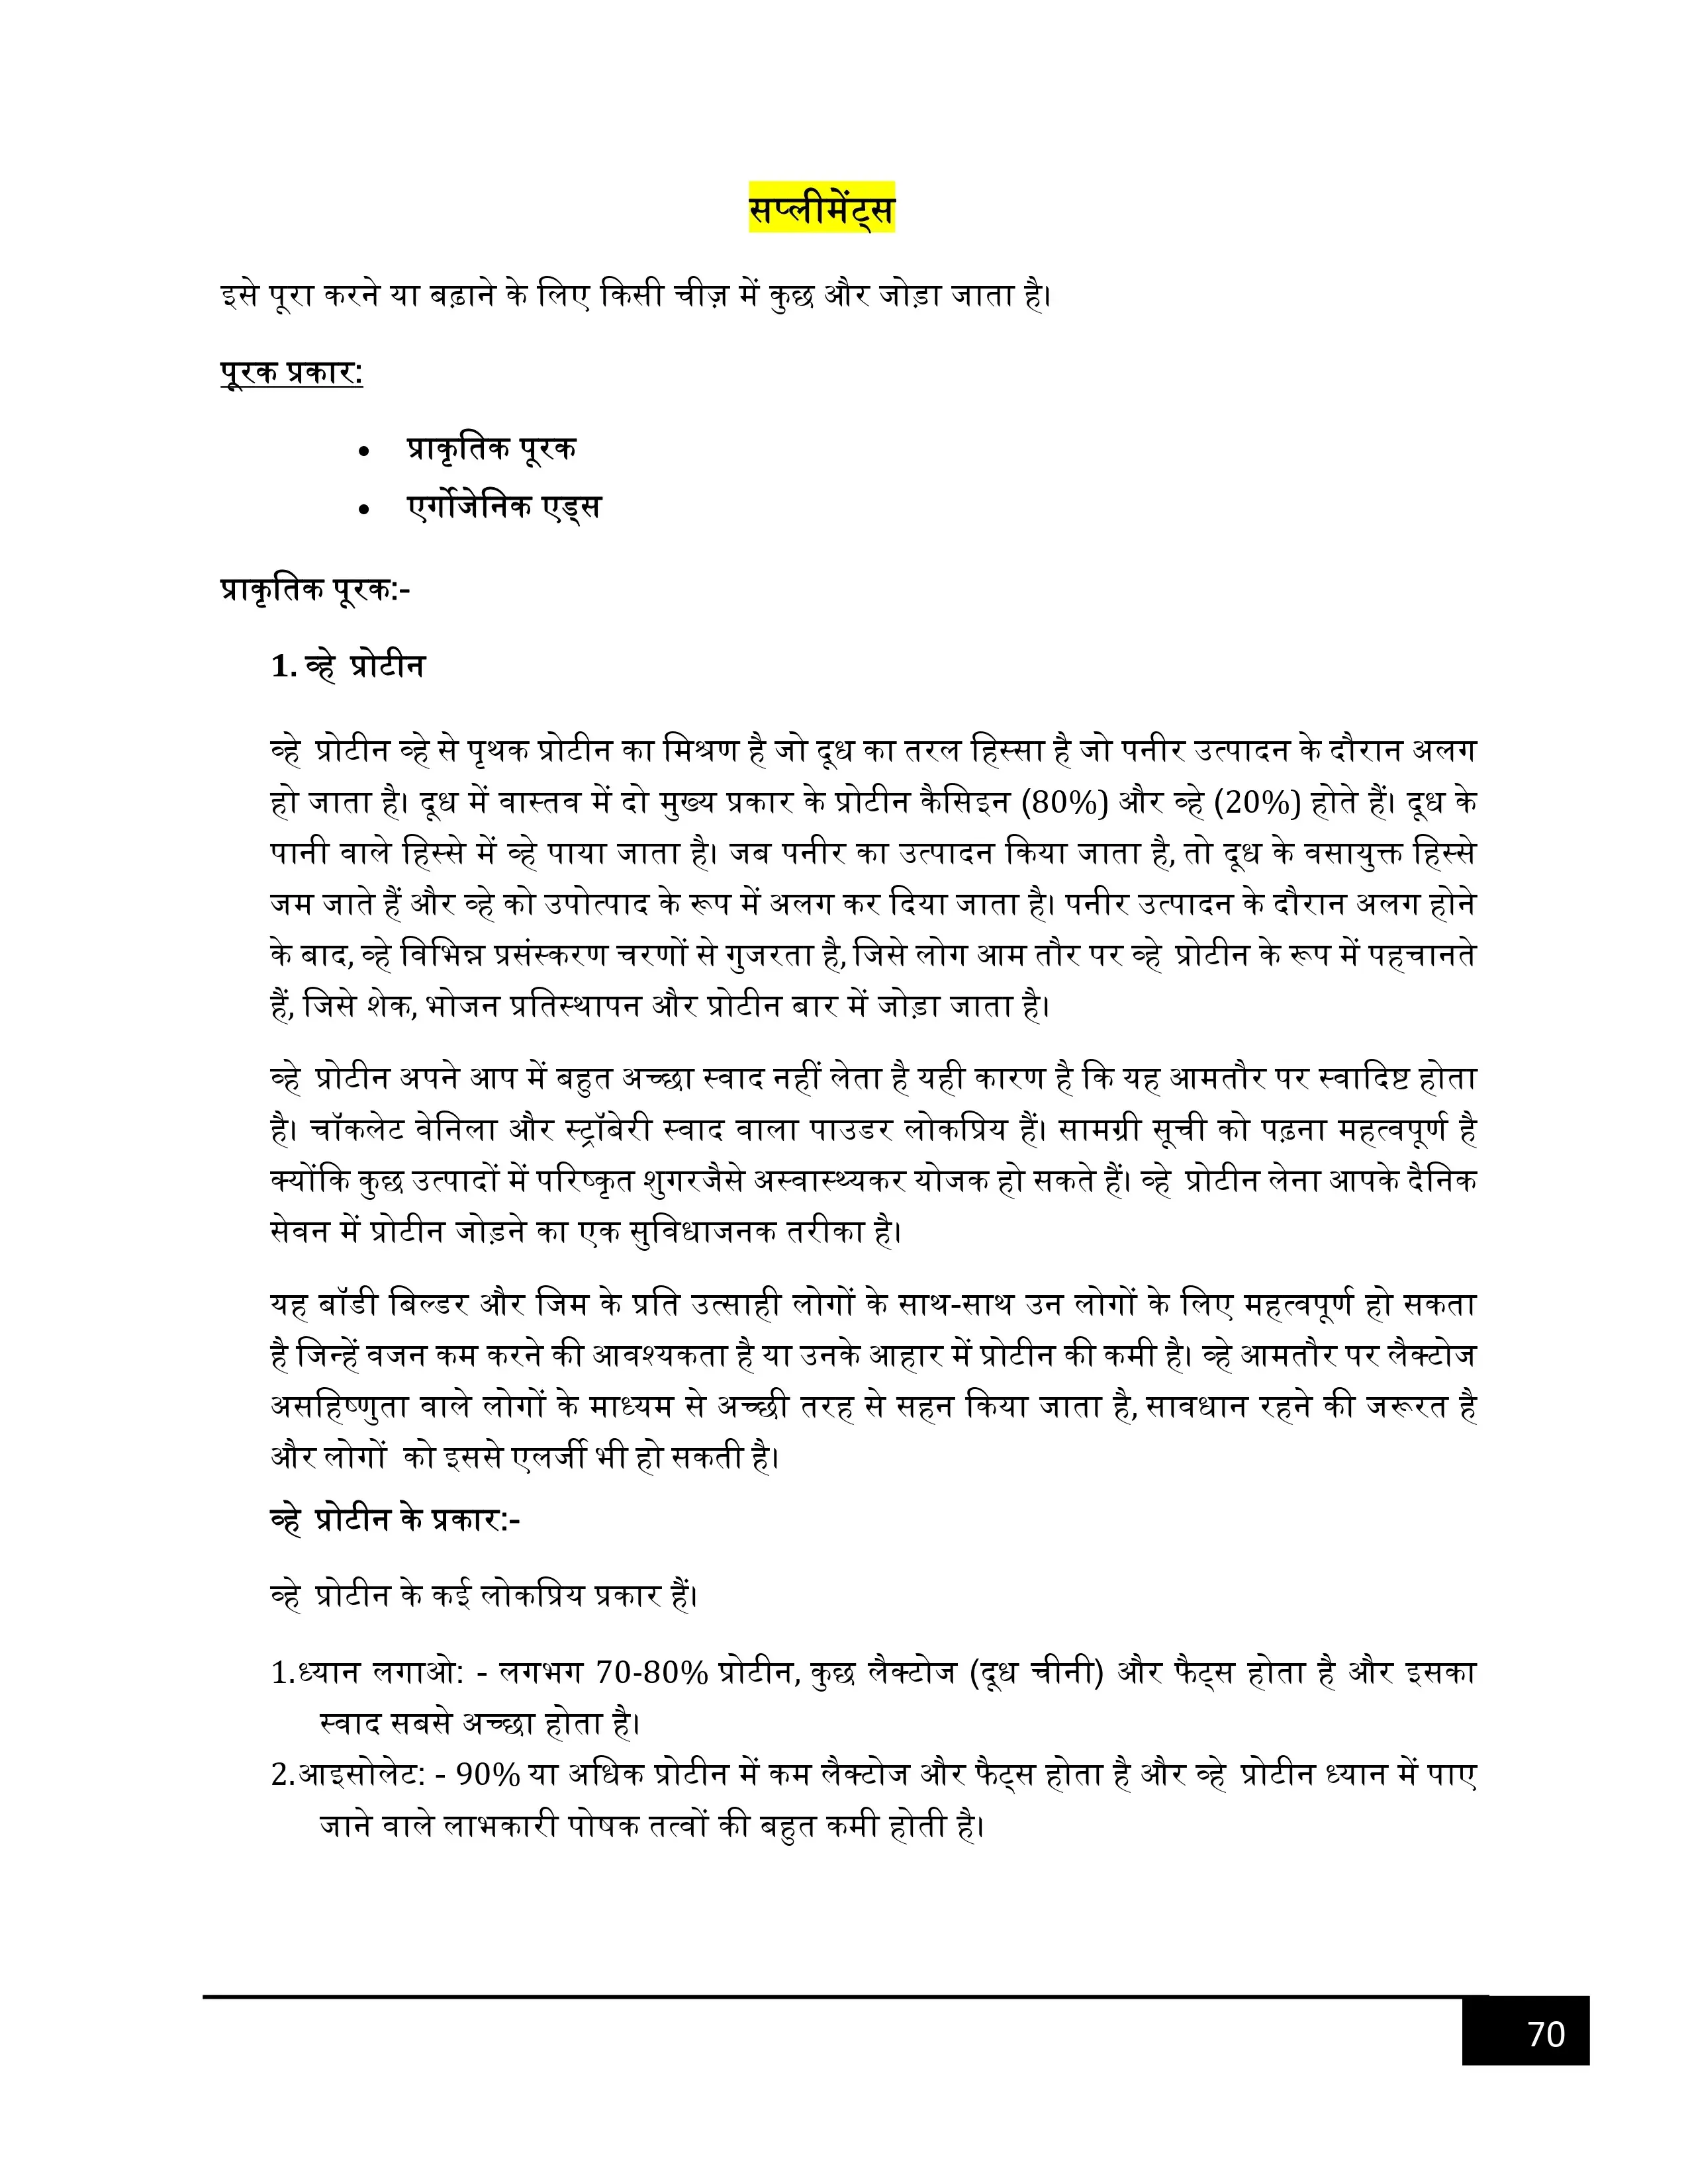 सप्लीमेंट्स
इसे पूरा करने या बढ़ाने के लिए किसी चीज़ में कुछ और जोड़ा जाता है।
पूरक प्रकार:
• प्राकृतिक पूरक
• एर्गोजेनिक एड्स
प्राकृतिक पूरक:-
1. व्हे प्रोटीन
व्हे प्रोटीन व्हे से पृथक प्रोटीन का मिश्रण है जो दूध का तरल हिस्सा है जो पनीर उत्पादन के दौरान अलग
हो जाता है। दूध में वास्तव में दो मुख्य प्रकार के प्रोटीन कैसिइन (80%) और व्हे (20%) होते हैं। दूध के
पानी वाले हिस्से में व्हे पाया जाता है। जब पनीर का उत्पादन किया जाता है, तो दूध के वसायुक्त हिस्से
जम जाते हैं और व्हे को उपोत्पाद के रूप में अलग कर दिया जाता है। पनीर उत्पादन के दौरान अलग होने
के बाद, व्हे विभिन्न प्रसंस्करण चरणों से गुजरता है, जिसे लोग आम तौर पर व्हे प्रोटीन के रूप में पहचानते
हैं, जिसे शेक, भोजन प्रतिस्थापन और प्रोटीन बार में जोड़ा जाता है।
व्हे प्रोटीन अपने आप में बहुत अच्छा स्वाद नहीं लेता है यही कारण है कि यह आमतौर पर स्वादिष्ट होता
है। चॉकलेट वेनिला और स्ट्रॉबेरी स्वाद वाला पाउडर लोकप्रिय हैं। सामग्री सूची को पढ़ना महत्वपूर्ण है
क्योंकि कुछ उत्पादों में परिष्कृत शुगरजैसे अस्वास्थ्यकर योजक हो सकते हैं। व्हे प्रोटीन लेना आपके दैनिक
सेवन में प्रोटीन जोड़ने का एक सुविधाजनक तरीका है।
यह बॉडी बिल्डर और जिम के प्रति उत्साही लोगों के साथ-साथ उन लोगों के लिए महत्वपूर्ण हो सकता
है जिन्हें वजन कम करने की आवश्यकता है या उनके आहार में प्रोटीन की कमी है। व्हे आमतौर पर लैक्टोज
असहिष्णुता वाले लोगों के माध्यम से अच्छी तरह से सहन किया जाता है, सावधान रहने की जरूरत है
और लोगों को इससे एलर्जी भी हो सकती है।
व्हे प्रोटीन के प्रकार:-
व्हे प्रोटीन के कई लोकप्रिय प्रकार हैं।
1.ध्यान लगाओ: - लगभग 70-80% प्रोटीन, कुछ लैक्टोज (दूध चीनी) और फैट्स होता है और इसका
स्वाद सबसे अच्छा होता है।
2.आइसोलेट: - 90% या अधिक प्रोटीन में कम लैक्टोज और फैट्स होता है और व्हे प्रोटीन ध्यान में पाए
जाने वाले लाभकारी पोषक तत्वों की बहुत कमी होती है।
70